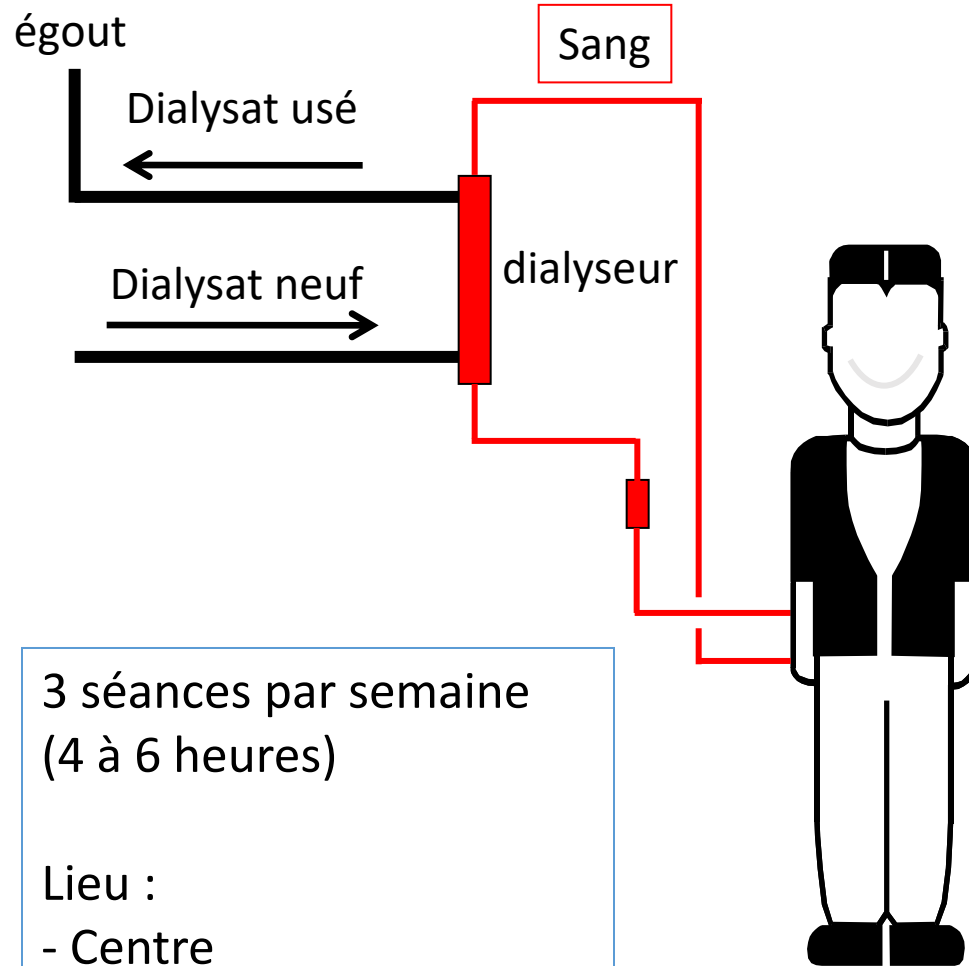 égout
Sang
Dialysat usé
dialyseur
Dialysat neuf
3 séances par semaine
(4 à 6 heures)
Lieu :
- Centre